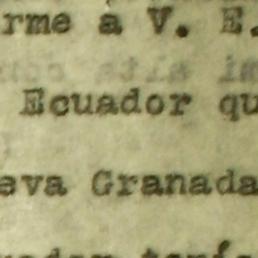 rme a V. E.
Ecuador qu
eva Granada